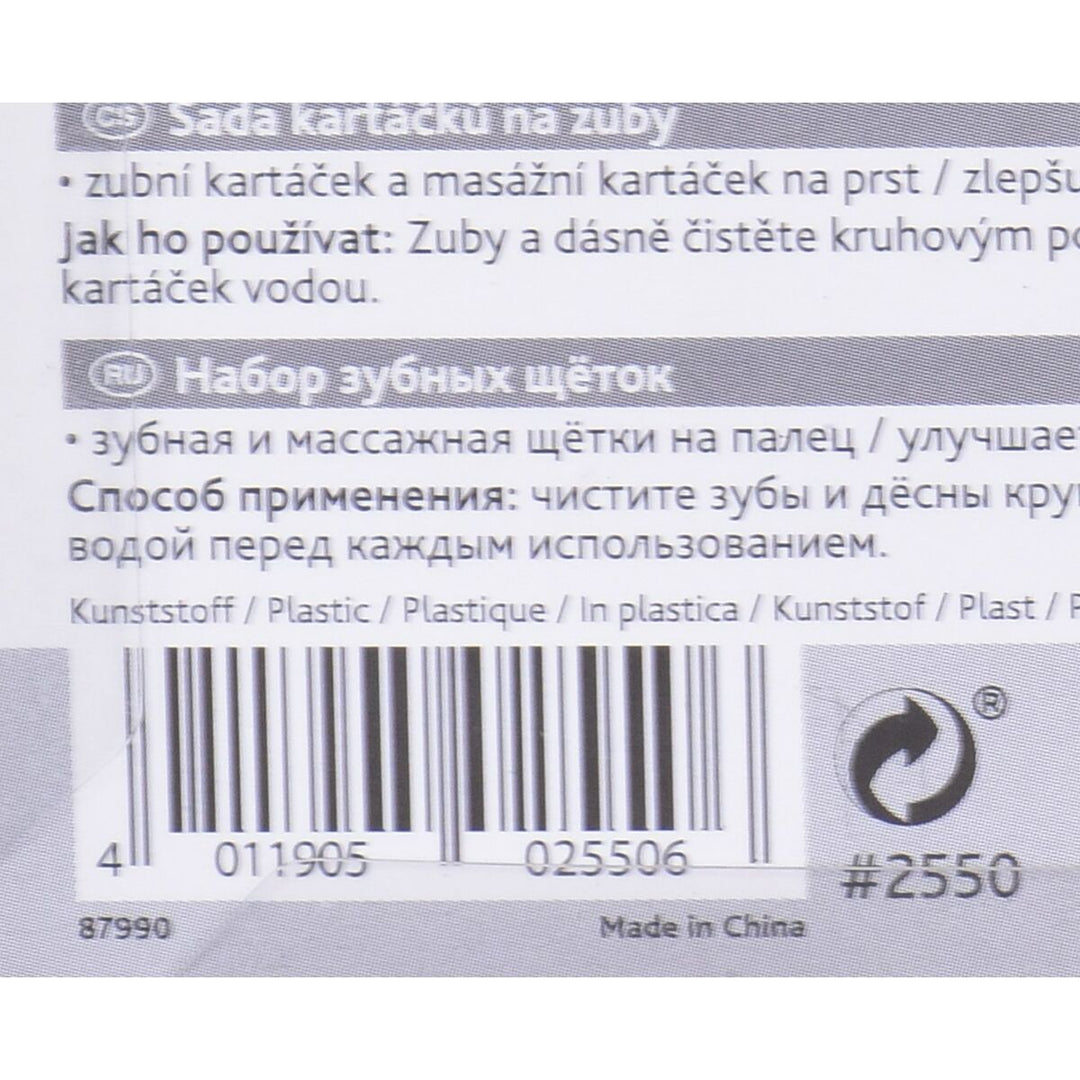 CS Sada kartáčků na zuby
• zubní kartáček a masážní kartáček na prst / zlepšu
Jak ho používat: Zuby a dásně čistěte kruhovým po
kartáček vodou.
RU Набор зубных щёток
• зубная и массажная щётки на палец / улучшает
Способ применения: чистите зубы и дёсны кру
водой перед каждым использованием.
Kunststoff / Plastic / Plastique / In plastica / Kunststof / Plast / P
®
4 011905 025506
#2550
87990 Made in China